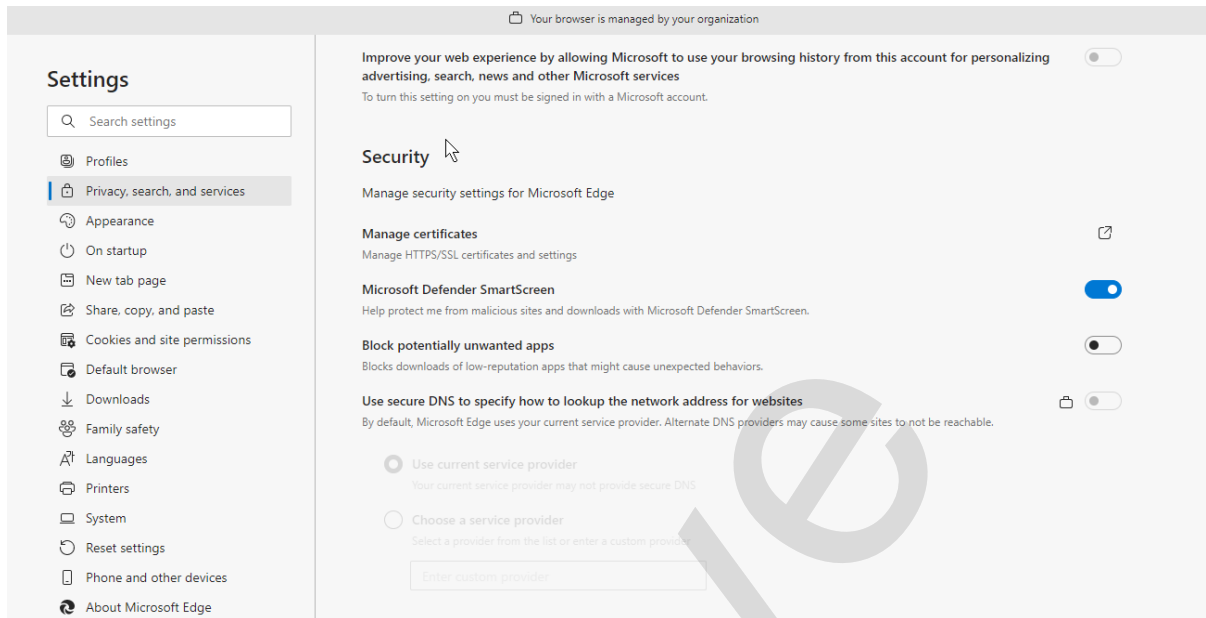 Your browser is managed by your organization
Settings
Search settings
Profiles
Privacy, search, and services
Appearance
On startup
New tab page
Share, copy, and paste
Cookies and site permissions
Default browser
Downloads
Family safety
Languages
Printers
System
Reset settings
Phone and other devices
About Microsoft Edge
Improve your web experience by allowing Microsoft to use your browsing history from this account for personalizing
advertising, search, news and other Microsoft services
To turn this setting on you must be signed in with a Microsoft account.
Security
Manage security settings for Microsoft Edge
Manage certificates
Manage HTTPS/SSL certificates and settings
Microsoft Defender SmartScreen
Help protect me from malicious sites and downloads with Microsoft Defender SmartScreen.
Block potentially unwanted apps
Blocks downloads of low-reputation apps that might cause unexpected behaviors.
Use secure DNS to specify how to lookup the network address for websites
By default, Microsoft Edge uses your current service provider. Alternate DNS providers may cause some sites to not be reachable.
Use current service provider
Your current service provider may not provide secure DNS
Choose a service provider
Select a provider from the list or enter a custom provider
Enter custom provider